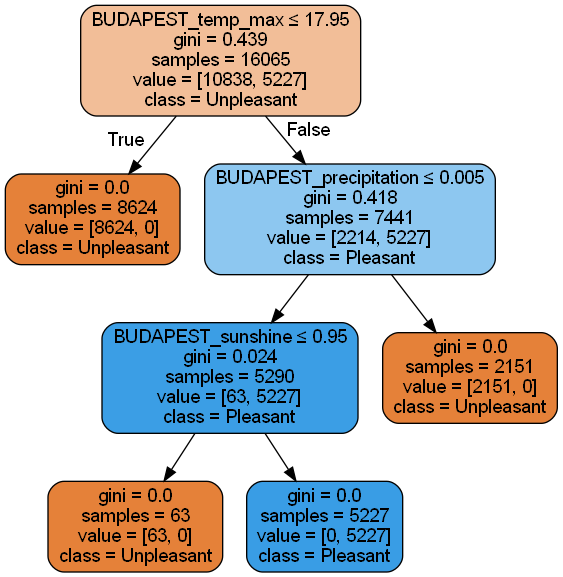 BUDAPEST_temp_max ≤ 17.95
gini = 0.439
samples = 16065
value = [10838, 5227]
class = Unpleasant
True
False
gini = 0.0
samples = 8624
value = [8624, 0]
class = Unpleasant
BUDAPEST_precipitation ≤ 0.005
gini = 0.418
samples = 7441
value = [2214, 5227]
class = Pleasant
BUDAPEST_sunshine ≤ 0.95
gini = 0.024
samples = 5290
value = [63, 5227]
class = Pleasant
gini = 0.0
samples = 2151
value = [2151, 0]
class = Unpleasant
gini = 0.0
samples = 63
value = [63, 0]
class = Unpleasant
gini = 0.0
samples = 5227
value = [0, 5227]
class = Pleasant